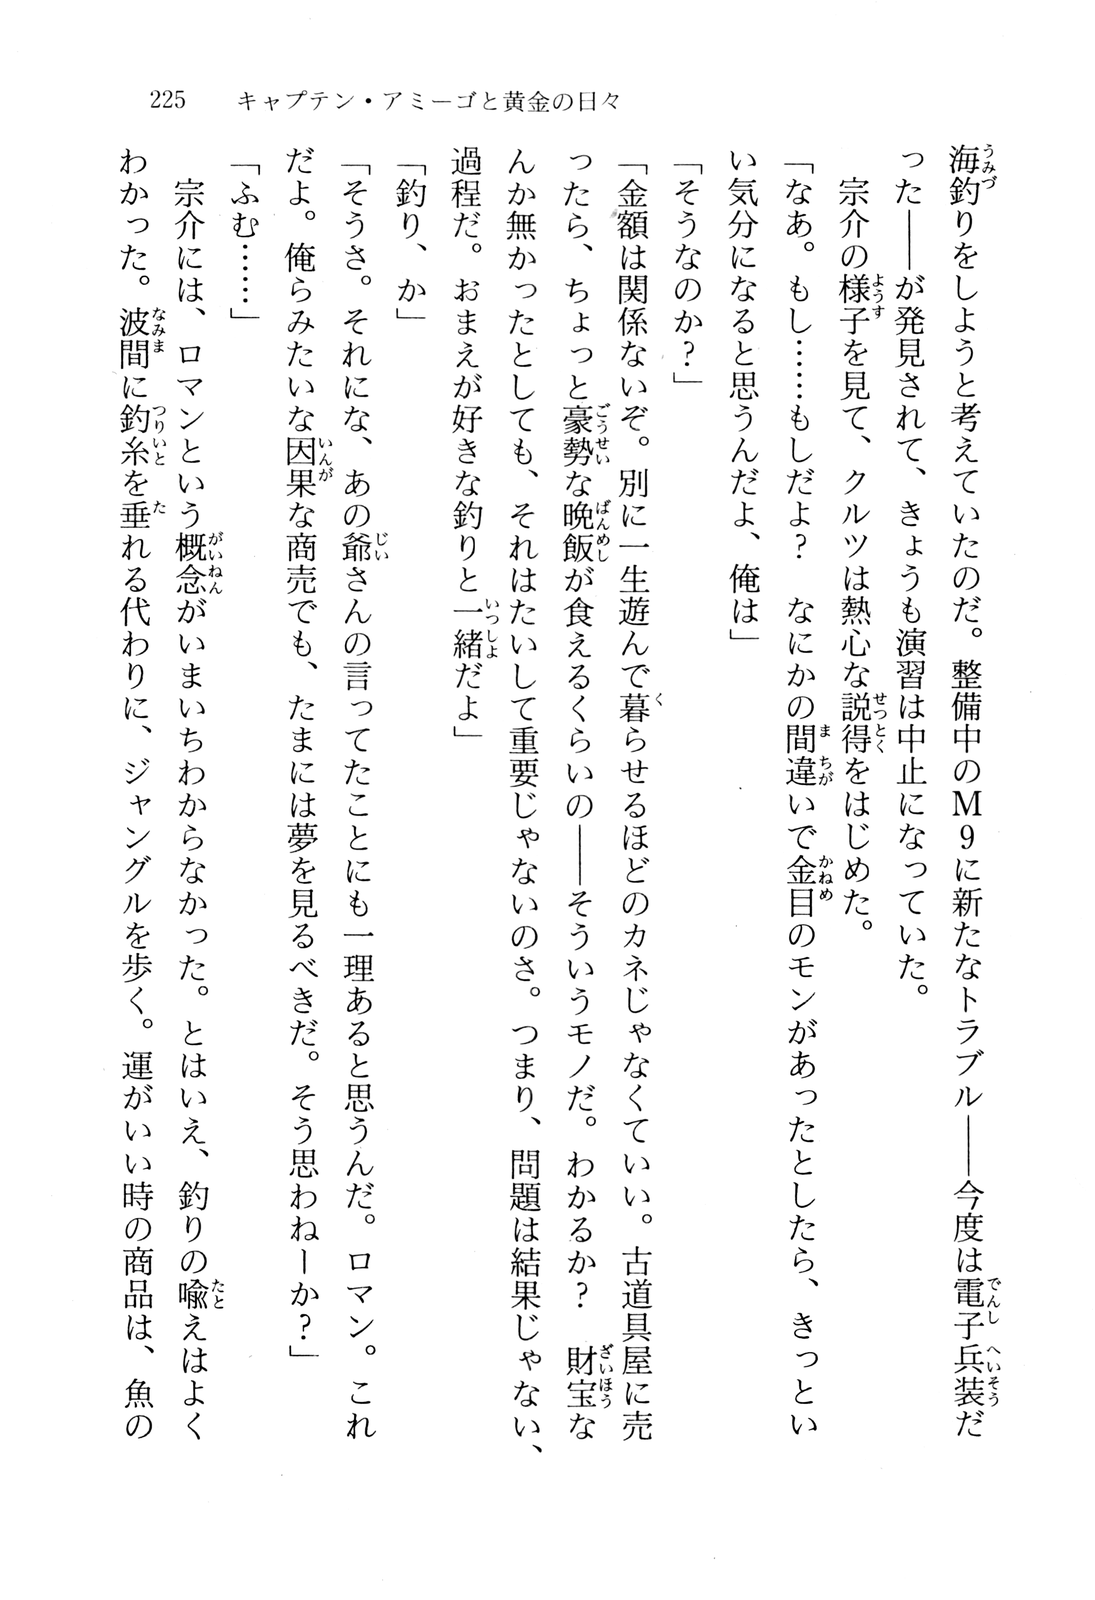 225　キャプテン・アミーゴと黄金の日々
海釣りをしようと考えていたのだ。整備中のM9に新たなトラブル――今度は電子兵装だ
った――が発見されて、きょうも演習は中止になっていた。
　宗介の様子を見て、クルツは熱心な説得をはじめた。
「なあ。もし……もしだよ？　なにかの間違いで金目のモンがあったとしたら、きっとい
い気分になると思うんだよ、俺は」
「そうなのか？」
「金額は関係ないぞ。別に一生遊んで暮らせるほどのカネじゃなくていい。古道具屋に売
ったら、ちょっと豪勢な晩飯が食えるくらいの――そういうモノだ。わかるか？　財宝な
んか無かったとしても、それはたいして重要じゃないのさ。つまり、問題は結果じゃない、
過程だ。おまえが好きな釣りと一緒だよ」
「釣り、か」
「そうさ。それにな、あの爺さんの言ってたことにも一理あると思うんだ。ロマン。これ
だよ。俺らみたいな因果な商売でも、たまには夢を見るべきだ。そう思わねーか？」
「ふむ……」
　宗介には、ロマンという概念がいまいちわからなかった。とはいえ、釣りの喩えはよく
わかった。波間に釣糸を垂れる代わりに、ジャングルを歩く。運がいい時の商品は、魚の